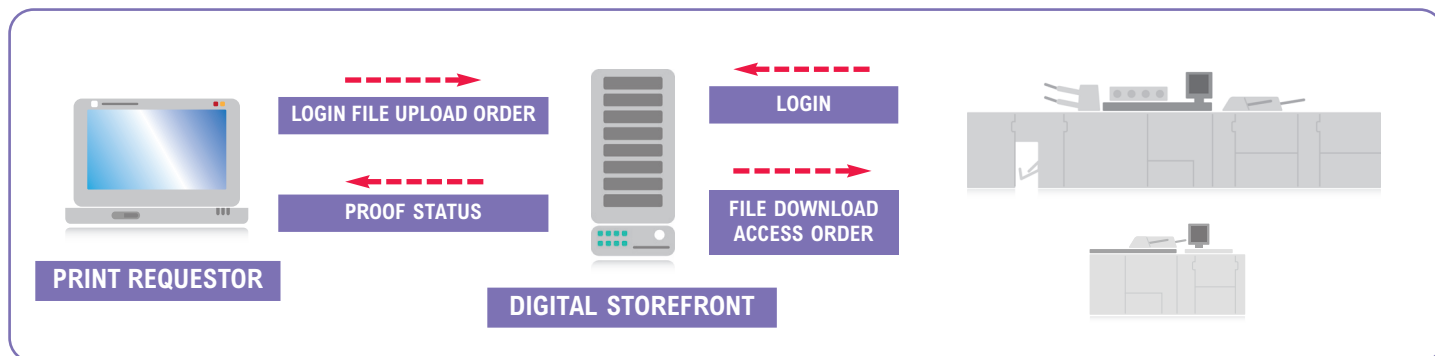 LOGIN FILE UPLOAD ORDER
PROOF STATUS
PRINT REQUESTOR
DIGITAL STOREFRONT
LOGIN
FILE DOWNLOAD
ACCESS ORDER